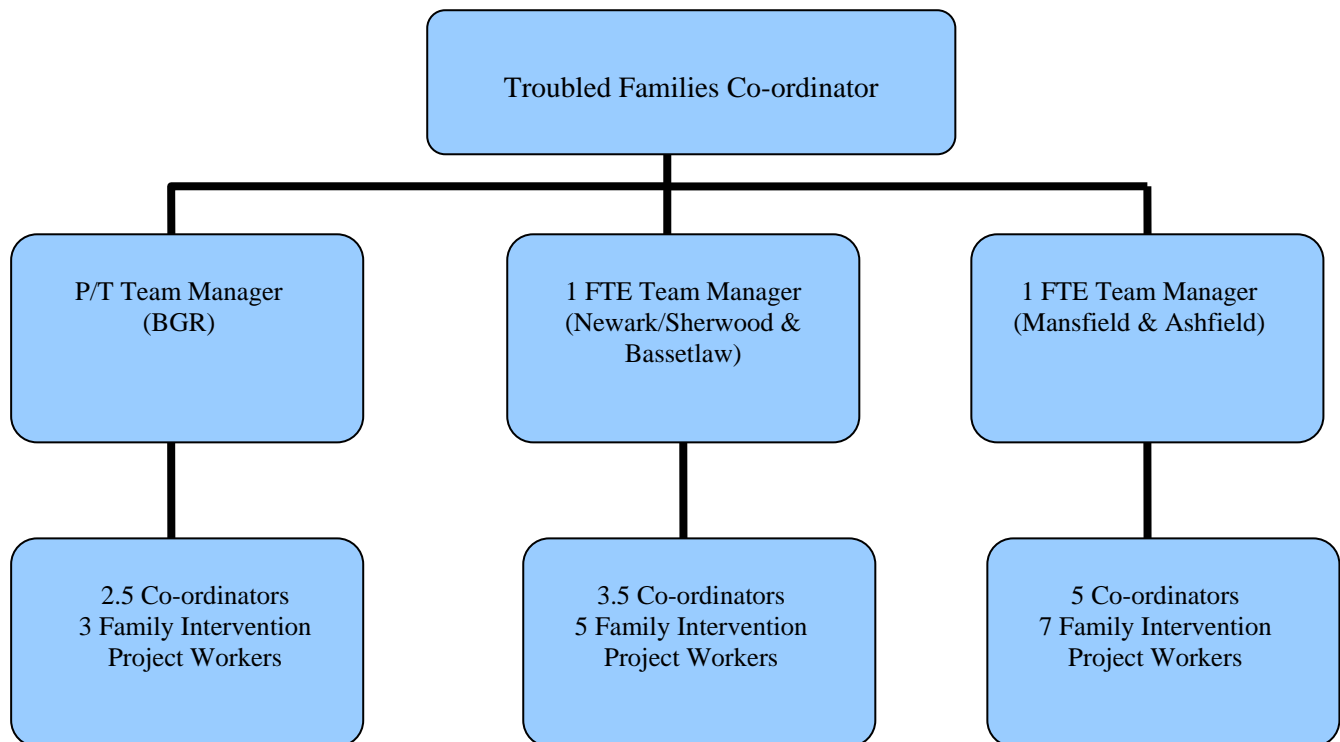 Troubled Families Co-ordinator
P/T Team Manager
(BGR)
1 FTE Team Manager
(Newark/Sherwood &
Bassetlaw)
1 FTE Team Manager
(Mansfield & Ashfield)
2.5 Co-ordinators
3 Family Intervention
Project Workers
3.5 Co-ordinators
5 Family Intervention
Project Workers
5 Co-ordinators
7 Family Intervention
Project Workers